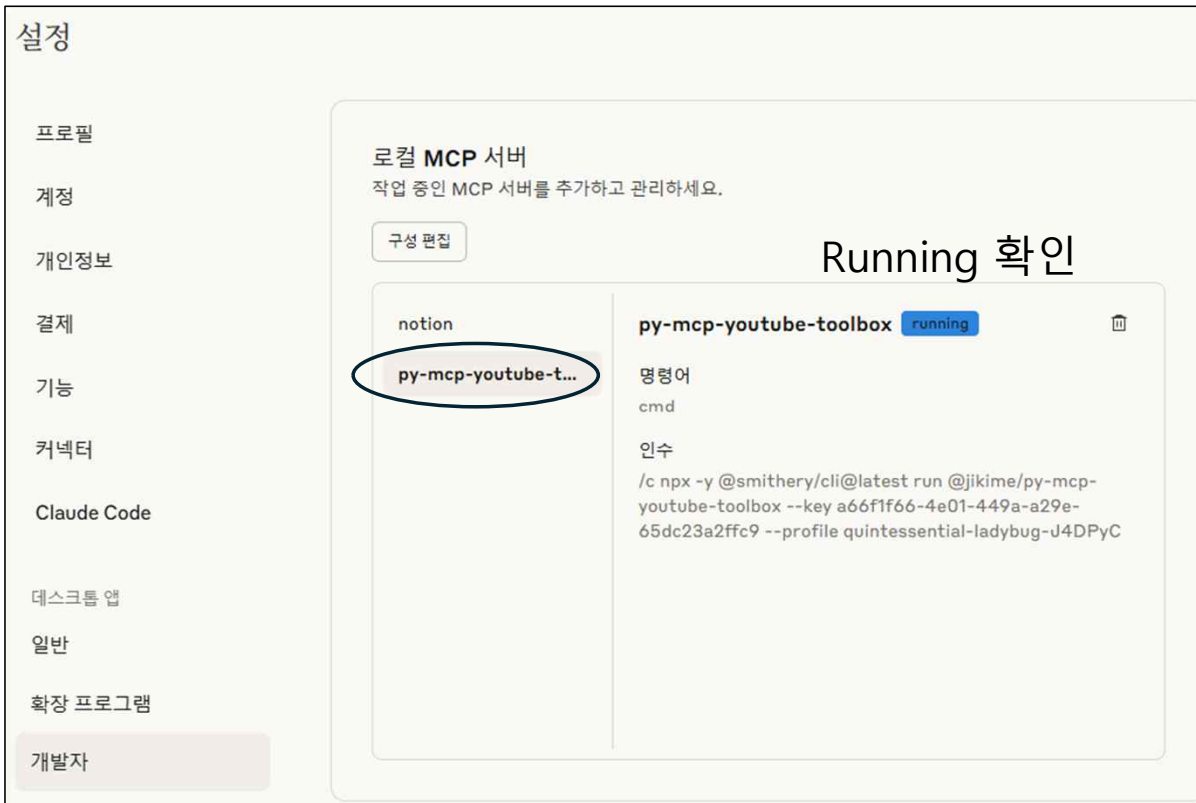 설정
프로필
계정
개인정보
결제
기능
커넥터
Claude Code
데스크톱 앱
일반
확장 프로그램
개발자
로컬 MCP 서버
작업 중인 MCP 서버를 추가하고 관리하세요.
구성 편집
Running 확인
notion
py-mcp-youtube-t...
py-mcp-youtube-toolbox running
명령어
cmd
인수
/c npx -y @smithery/cli@latest run @jikime/py-mcp-
youtube-toolbox --key a66f1f66-4e01-449a-a29e-
65dc23a2ffc9 --profile quintessential-ladybug-J4DPyC